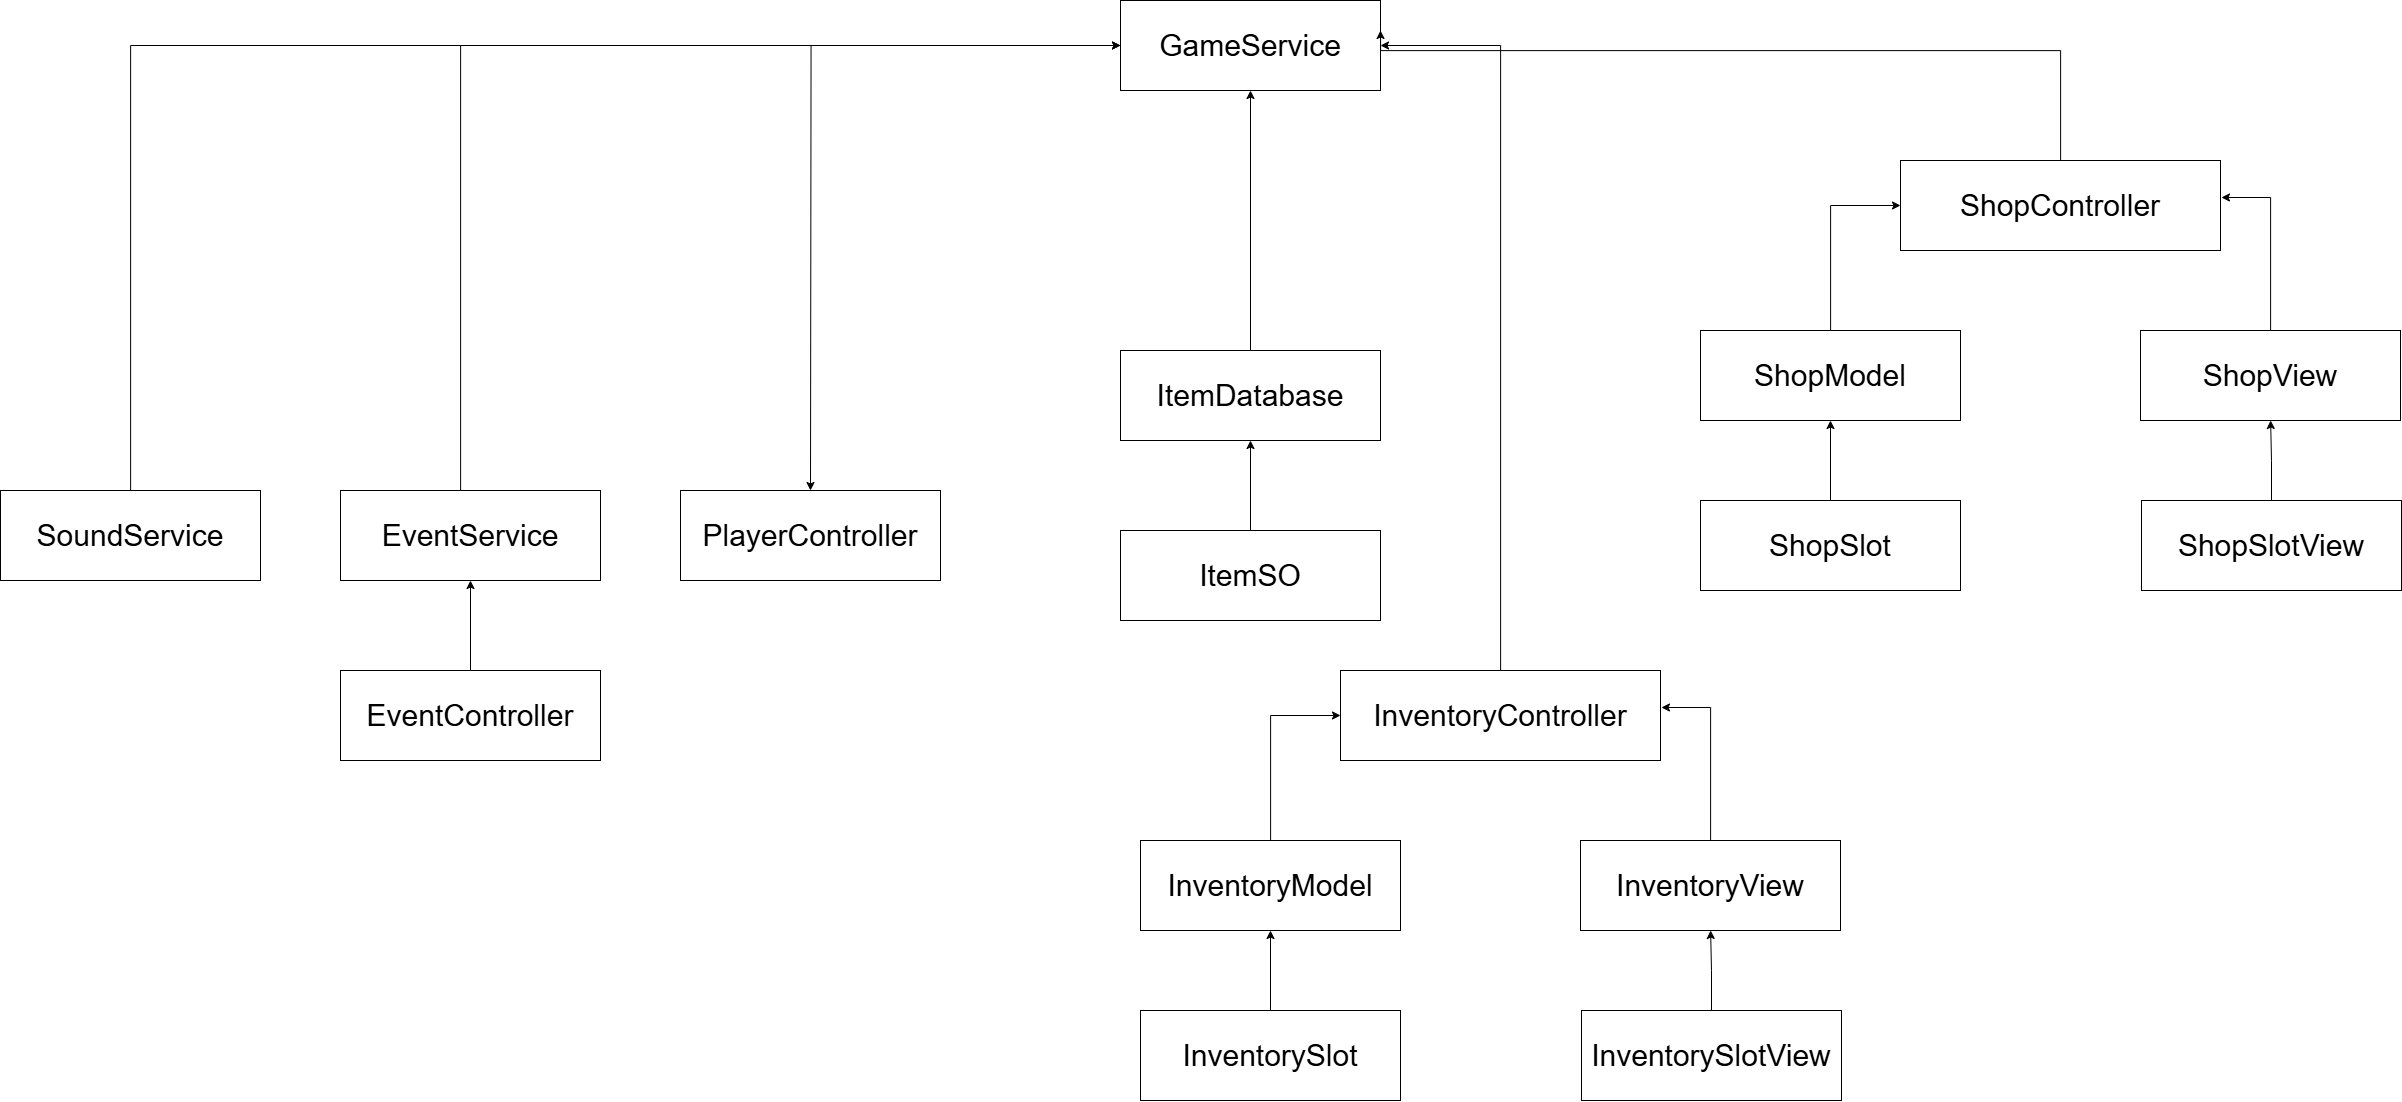 GameService
ShopController
ShopModel
ShopView
ItemDatabase
SoundService
EventService
PlayerController
ItemSO
ShopSlot
ShopSlotView
EventController
InventoryController
InventoryModel
InventoryView
InventorySlot
InventorySlotView